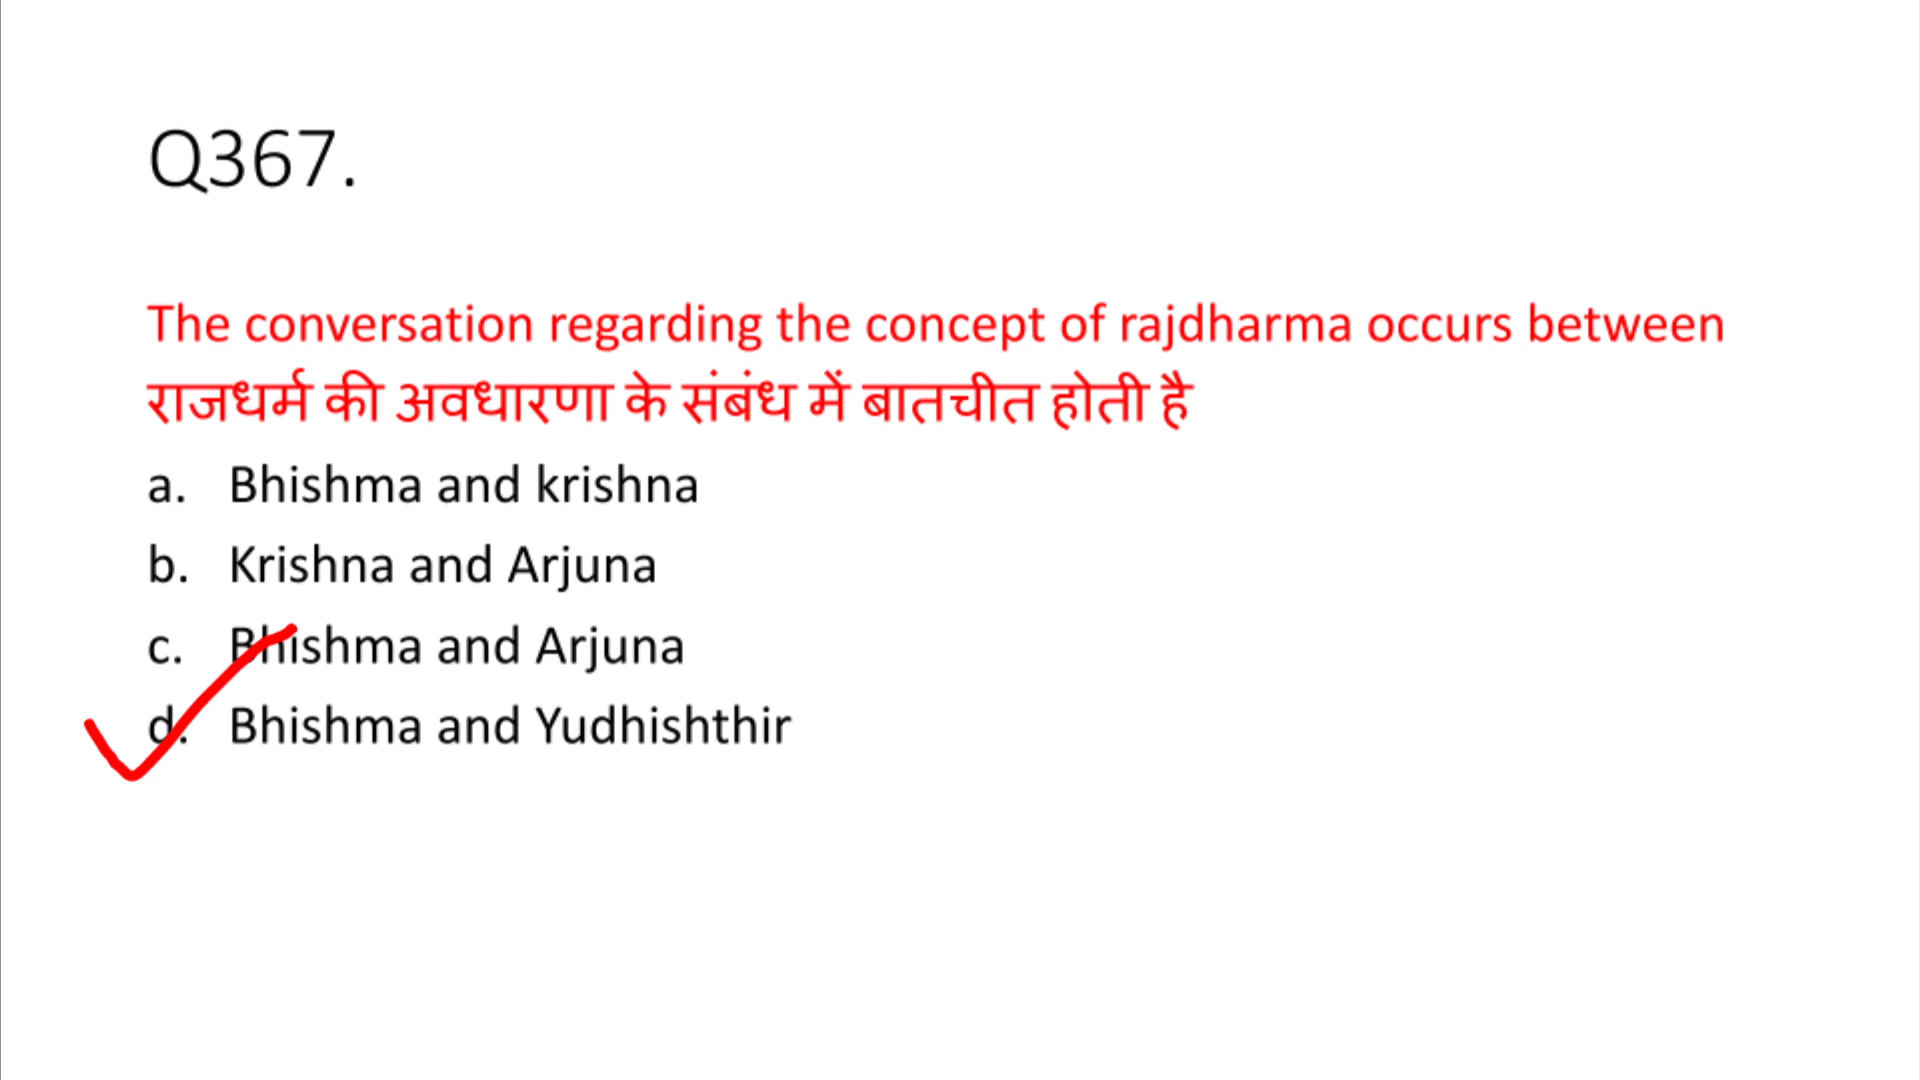 Q367.
The conversation regarding the concept of rajdharma occurs between
राजधर्म की अवधारणा के संबंध में बातचीत होती है
a. Bhishma and krishna
b. Krishna and Arjuna
c. Bhishma and Arjuna
d. Bhishma and Yudhishthir